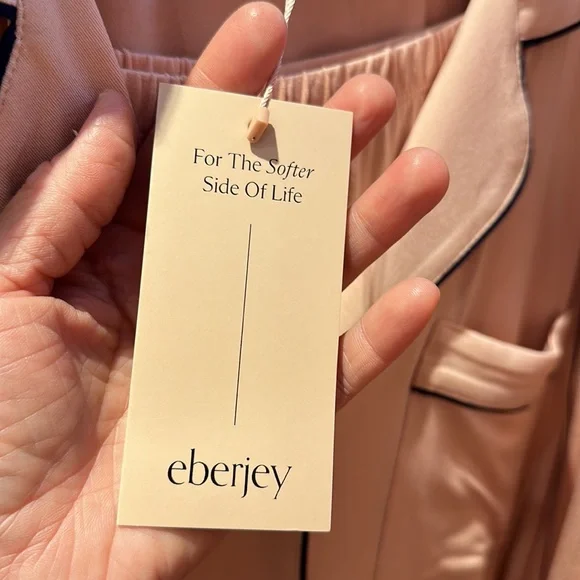 For The Softer
Side Of Life
eberjey